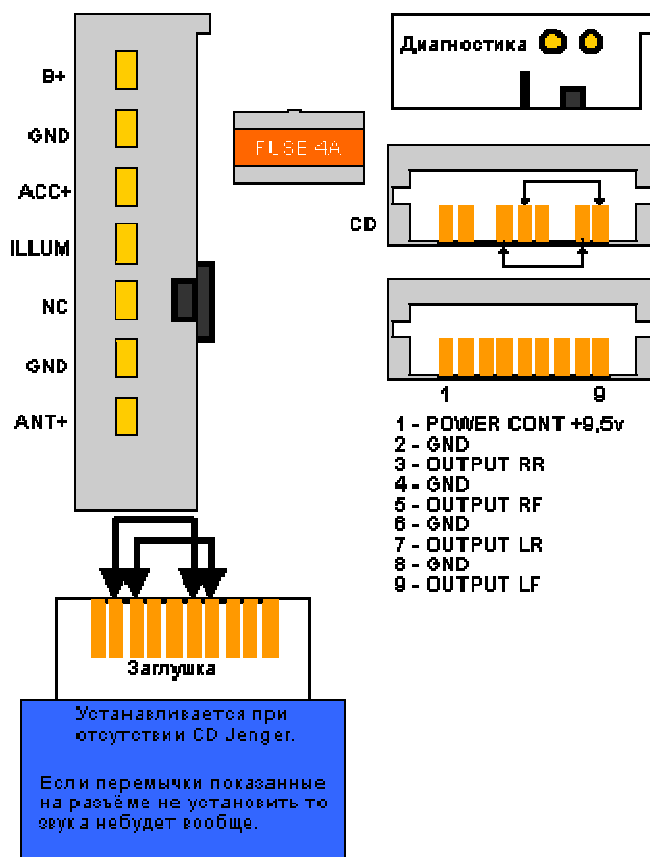 B+
GND
ACC+
ILLUM
NC
GND
ANT+
FUSE 4A
Диагностика
CD
1 9
1 - POWER CONT +9,5v
2 - GND
3 - OUTPUT RR
4 - GND
5 - OUTPUT RF
6 - GND
7 - OUTPUT LR
8 - GND
9 - OUTPUT LF
Заглушка
Устанавливается при
отсутствии CD Jenger.
Если перемычки показанные
на разъёме не установить то
звука небудет вообще.